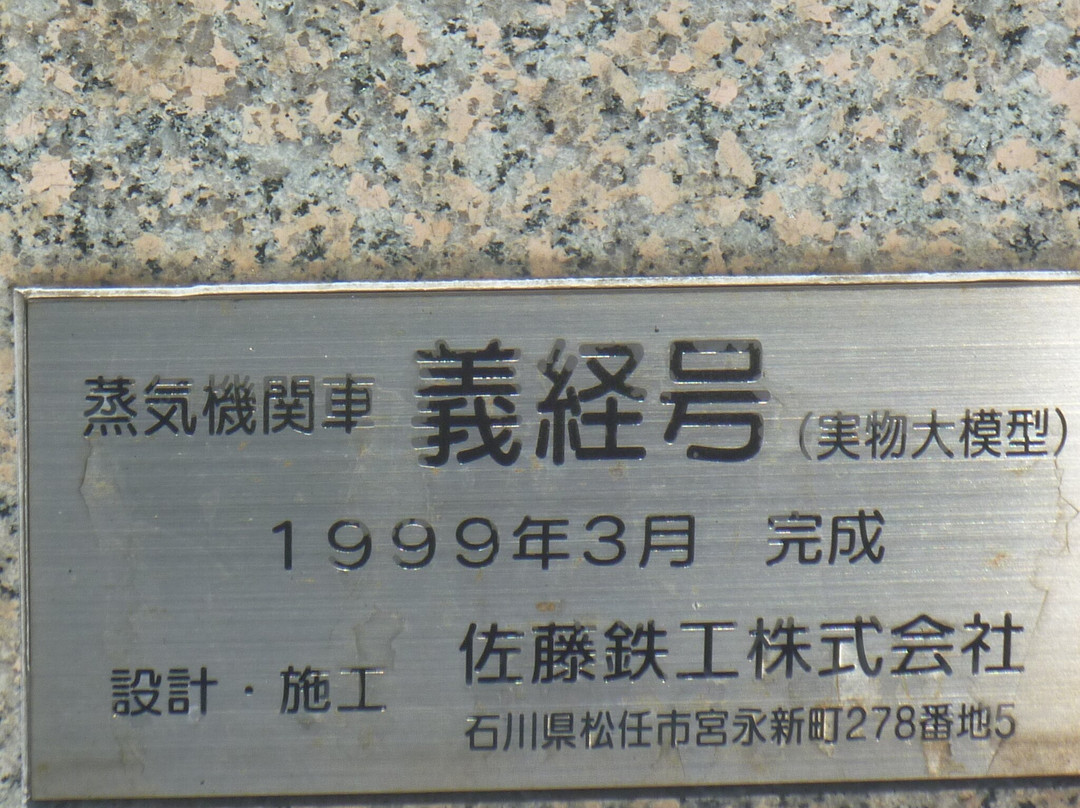 蒸気機関車 義経号 (実物大模型)
1999年3月 完成
設計・施工 佐藤鉄工株式会社
石川県松任市宮永新町278番地5